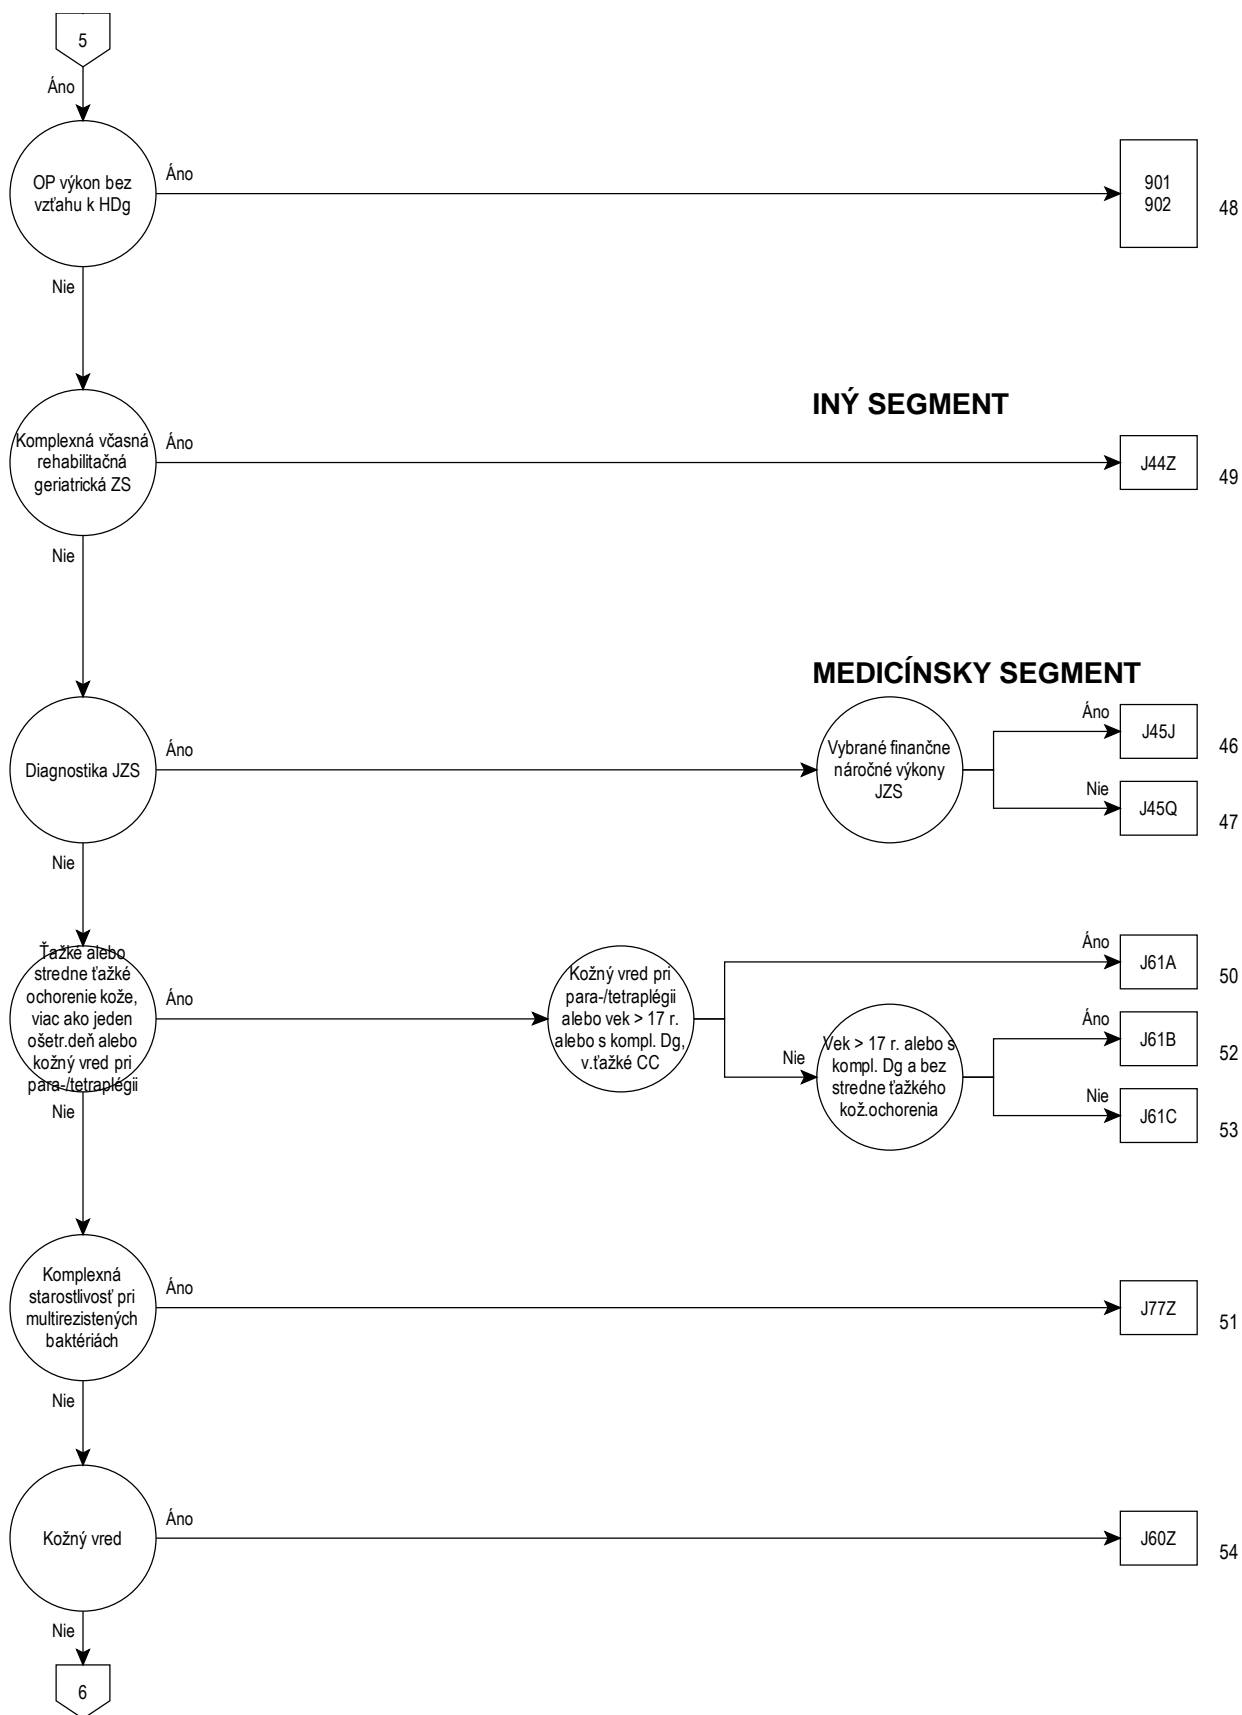 5
Áno
OP výkon bez
vzťahu k HDg
Áno
901
902
48
Nie
INÝ SEGMENT
Komplexná včasná
rehabilitačná
geriatrická ZS
Áno
J44Z
49
Nie
MEDICÍNSKY SEGMENT
Diagnostika JZS
Áno
Vybrané finančne
náročné výkony
JZS
Áno
J45J
46
Nie
J45Q
47
Nie
Ťažké alebo
stredne ťažké
ochorenie kože,
viac ako jeden
ošetr.deň alebo
kožný vred pri
para-/tetraplégii
Áno
Kožný vred pri
para-/tetraplégii
alebo vek > 17 r.
alebo s kompl. Dg,
v.ťažké CC
Áno
J61A
50
Nie
Vek > 17 r. alebo s
kompl. Dg a bez
stredne ťažkého
kož.ochorenia
Áno
J61B
52
Nie
J61C
53
Nie
Komplexná
starostlivosť pri
multirezistených
baktériách
Áno
J77Z
51
Nie
Kožný vred
Áno
J60Z
54
Nie
6